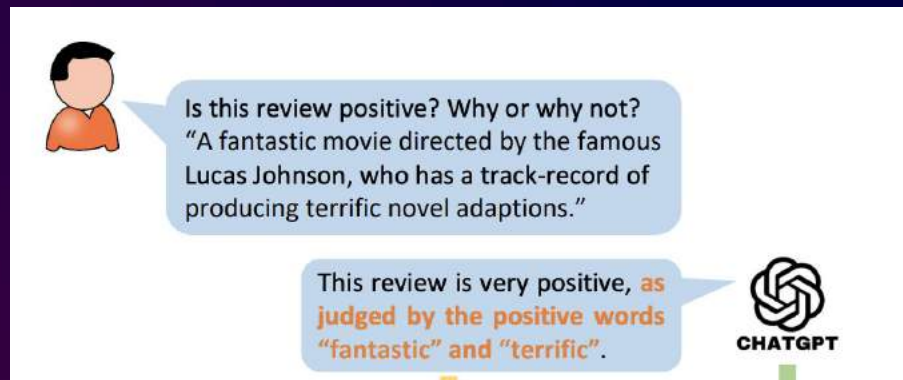 Is this review positive? Why or why not?
“A fantastic movie directed by the famous
Lucas Johnson, who has a track-record of
producing terrific novel adaptions.”
This review is very positive, as
judged by the positive words
“fantastic” and “terrific”.
CHATGPT